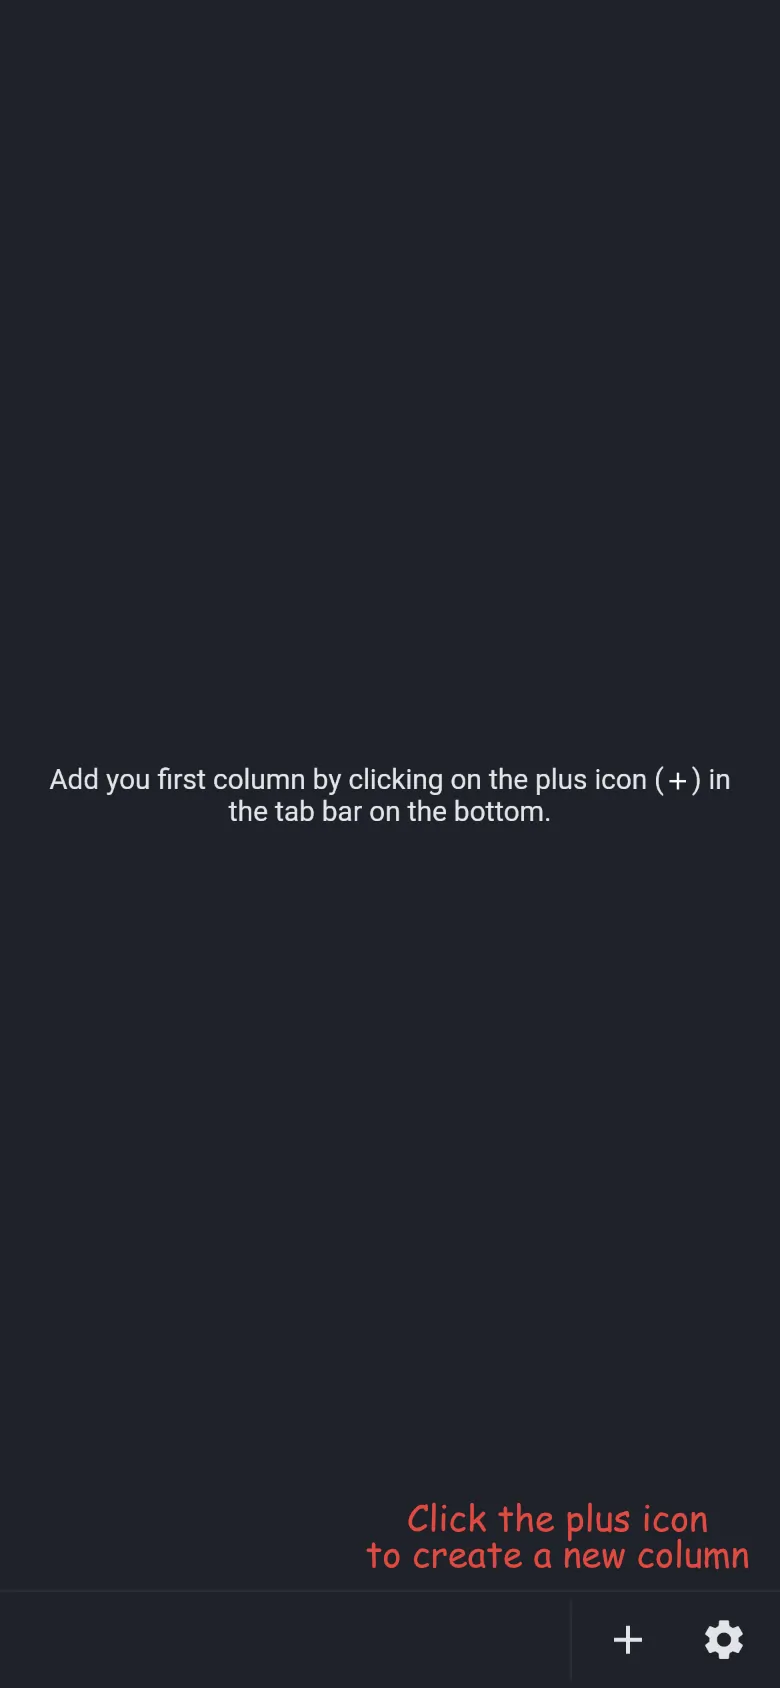 Add you first column by clicking on the plus icon (+) in
the tab bar on the bottom.
Click the plus icon
to create a new column